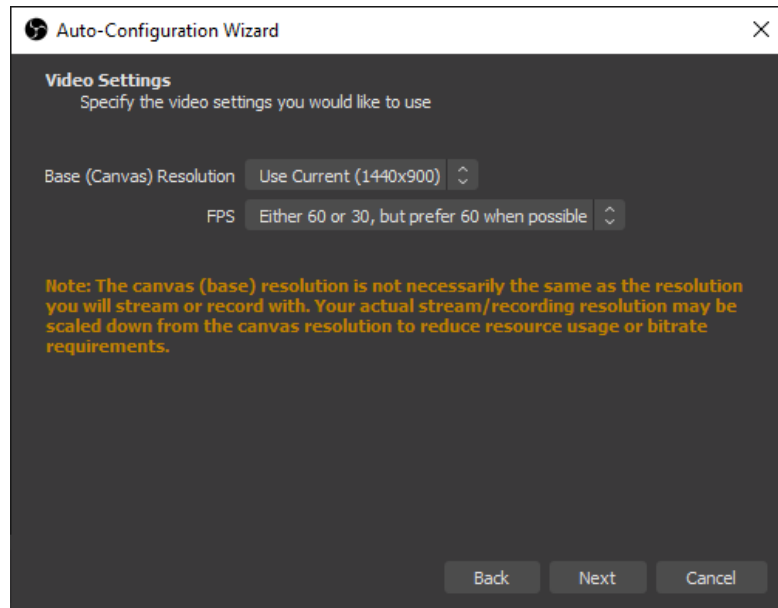 Auto-Configuration Wizard
Video Settings
Specify the video settings you would like to use
Base (Canvas) Resolution Use Current (1440x900)
FPS Either 60 or 30, but prefer 60 when possible
Note: The canvas (base) resolution is not necessarily the same as the resolution
you will stream or record with. Your actual stream/recording resolution may be
scaled down from the canvas resolution to reduce resource usage or bitrate
requirements.
Back Next Cancel